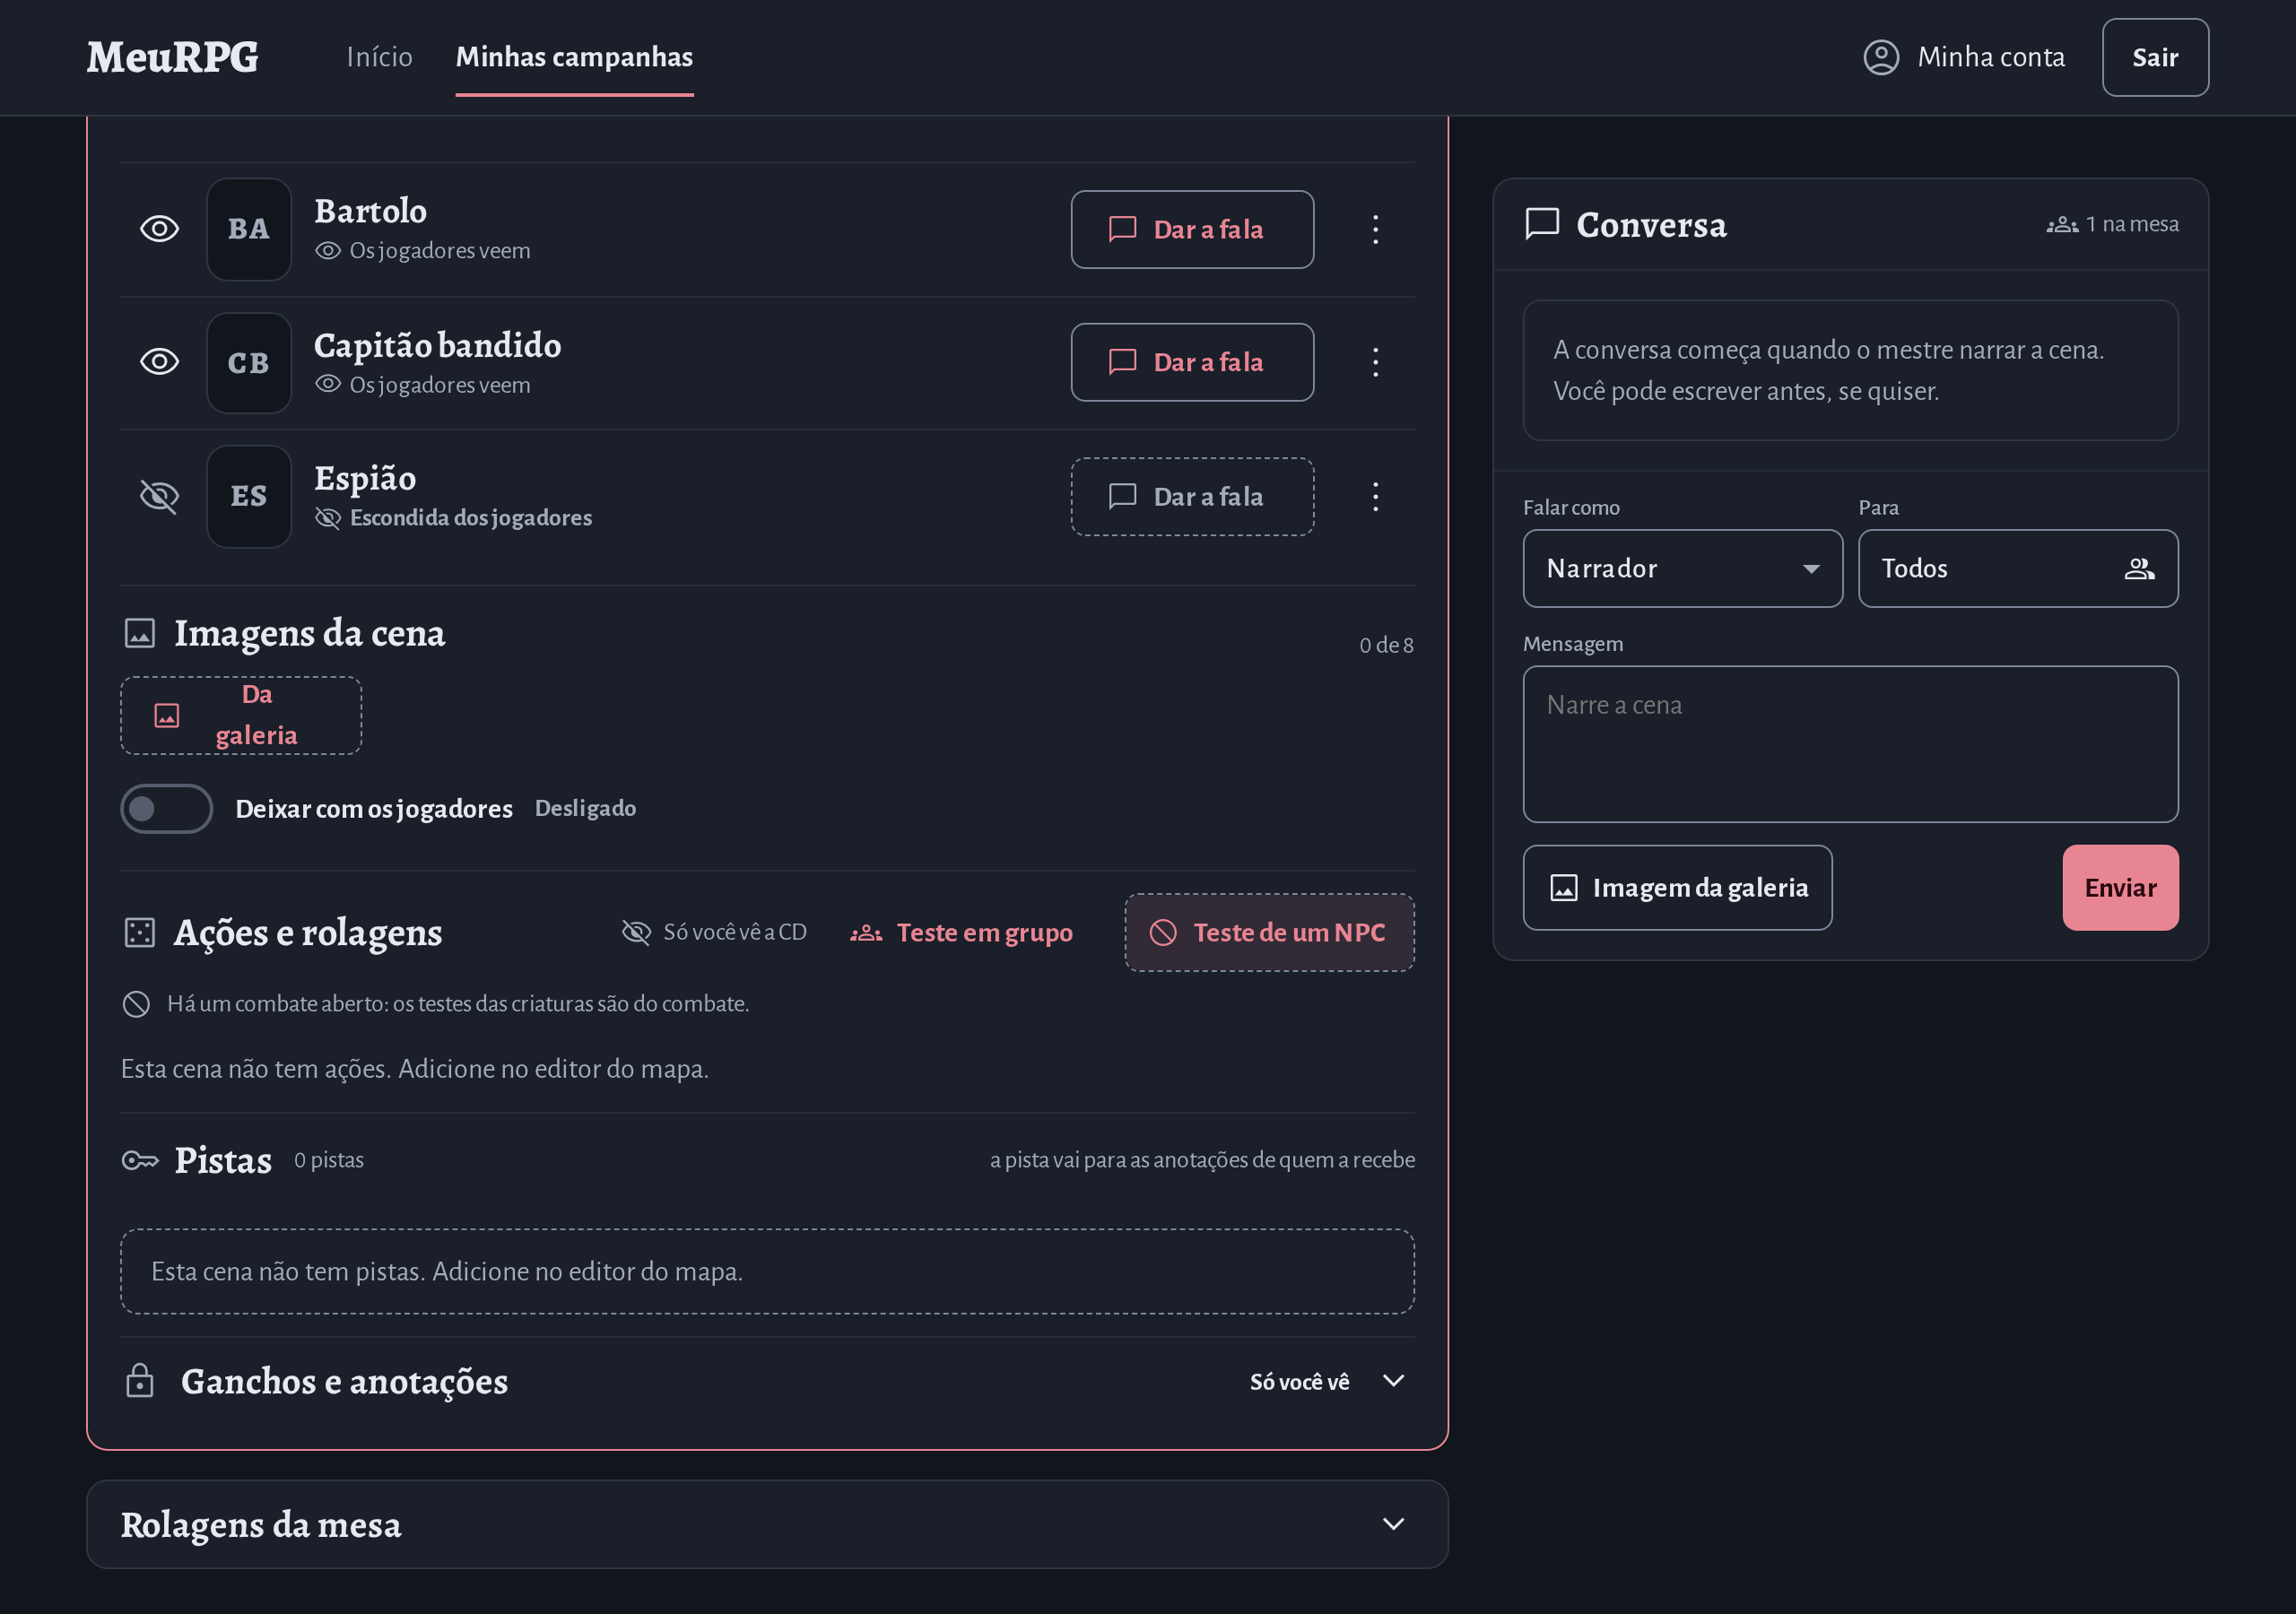 MeuRPG
Início
Minhas campanhas
Minha conta
Sair
BA
Bartolo
Os jogadores veem
Dar a fala
CB
Capitão bandido
Os jogadores veem
Dar a fala
ES
Espião
Escondida dos jogadores
Dar a fala
Imagens da cena
0 de 8
Da
galeria
Deixar com os jogadores
Desligado
Ações e rolagens
Só você vê a CD
Teste em grupo
Teste de um NPC
Há um combate aberto: os testes das criaturas são do combate.
Esta cena não tem ações. Adicione no editor do mapa.
Pistas
0 pistas
a pista vai para as anotações de quem a recebe
Esta cena não tem pistas. Adicione no editor do mapa.
Ganchos e anotações
Só você vê
Rolagens da mesa
Conversa
1 na mesa
A conversa começa quando o mestre narrar a cena.
Você pode escrever antes, se quiser.
Falar como
Para
Narrador
Todos
Mensagem
Narre a cena
Imagem da galeria
Enviar